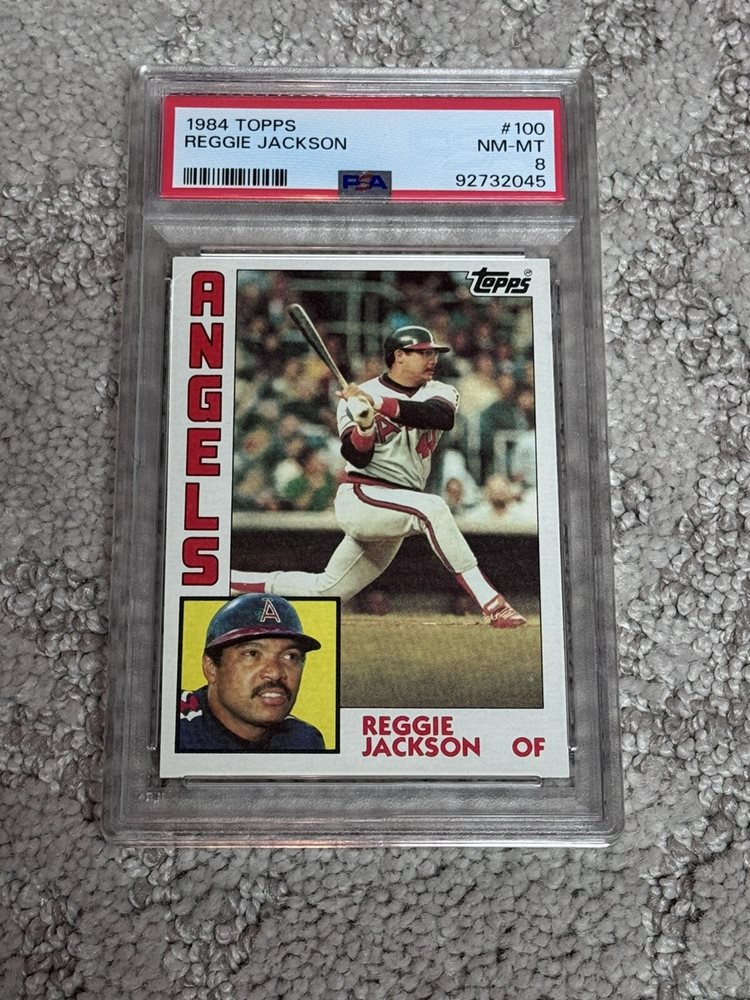 1984 TOPPS #100
REGGIE JACKSON NM-MT
8
PSA 92732045
Topps
ANGELS
A
REGGIE
JACKSON OF